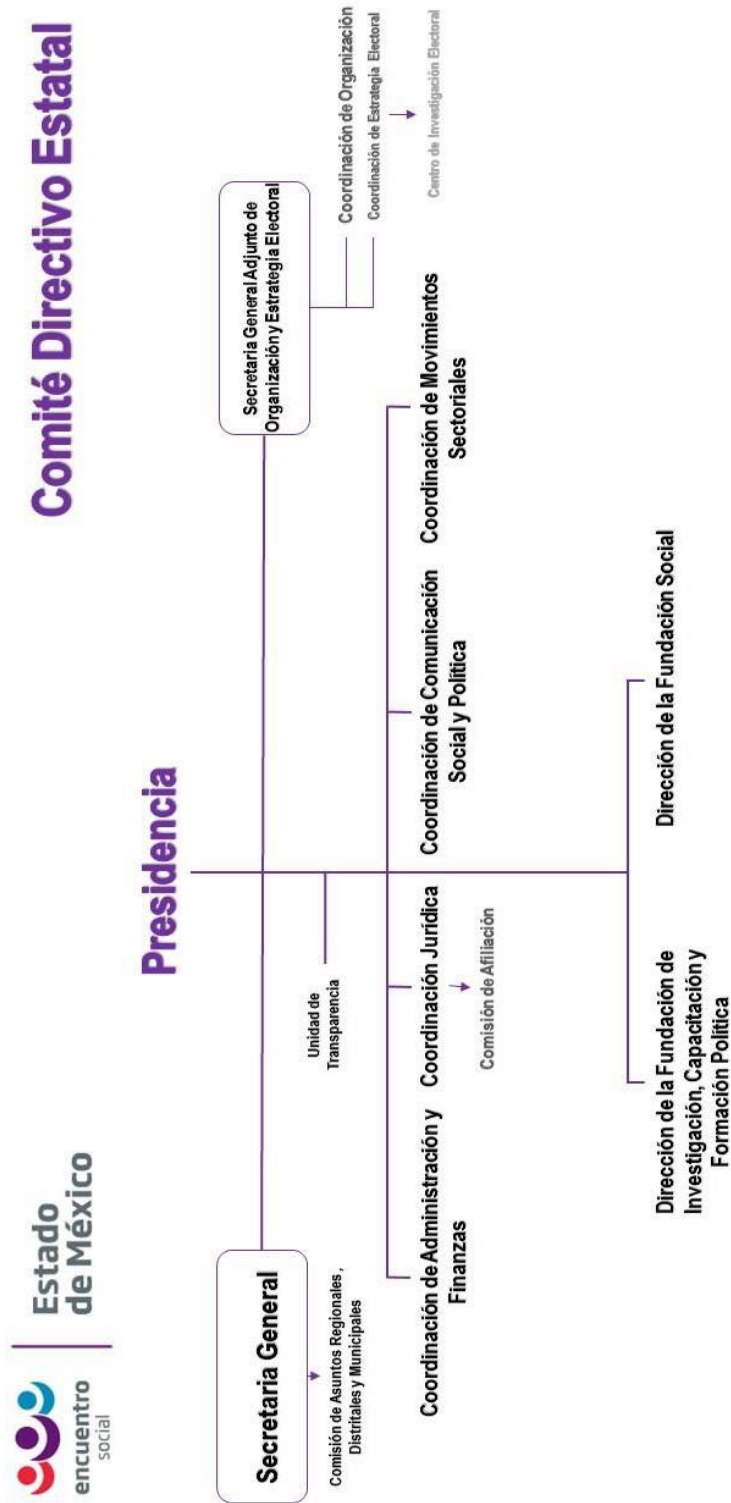 encuentro
social
Estado
de México
Comité Directivo Estatal
Presidencia
Secretaria General
Comisión de Asuntos Regionales ,
Distritales y Municipales
Secretaria General Adjunto de
Organización y Estrategia Electoral
Coordinación de Organización
Coordinación de Estrategia Electoral
Centro de Investigación Electoral
Unidad de
Transparencia
Coordinación de Administración y
Finanzas
Coordinación Jurídica
Comisión de Afiliación
Coordinación de Comunicación
Social y Política
Coordinación de Movimientos
Sectoriales
Dirección de la Fundación de
Investigación, Capacitación y
Formación Política
Dirección de la Fundación Social